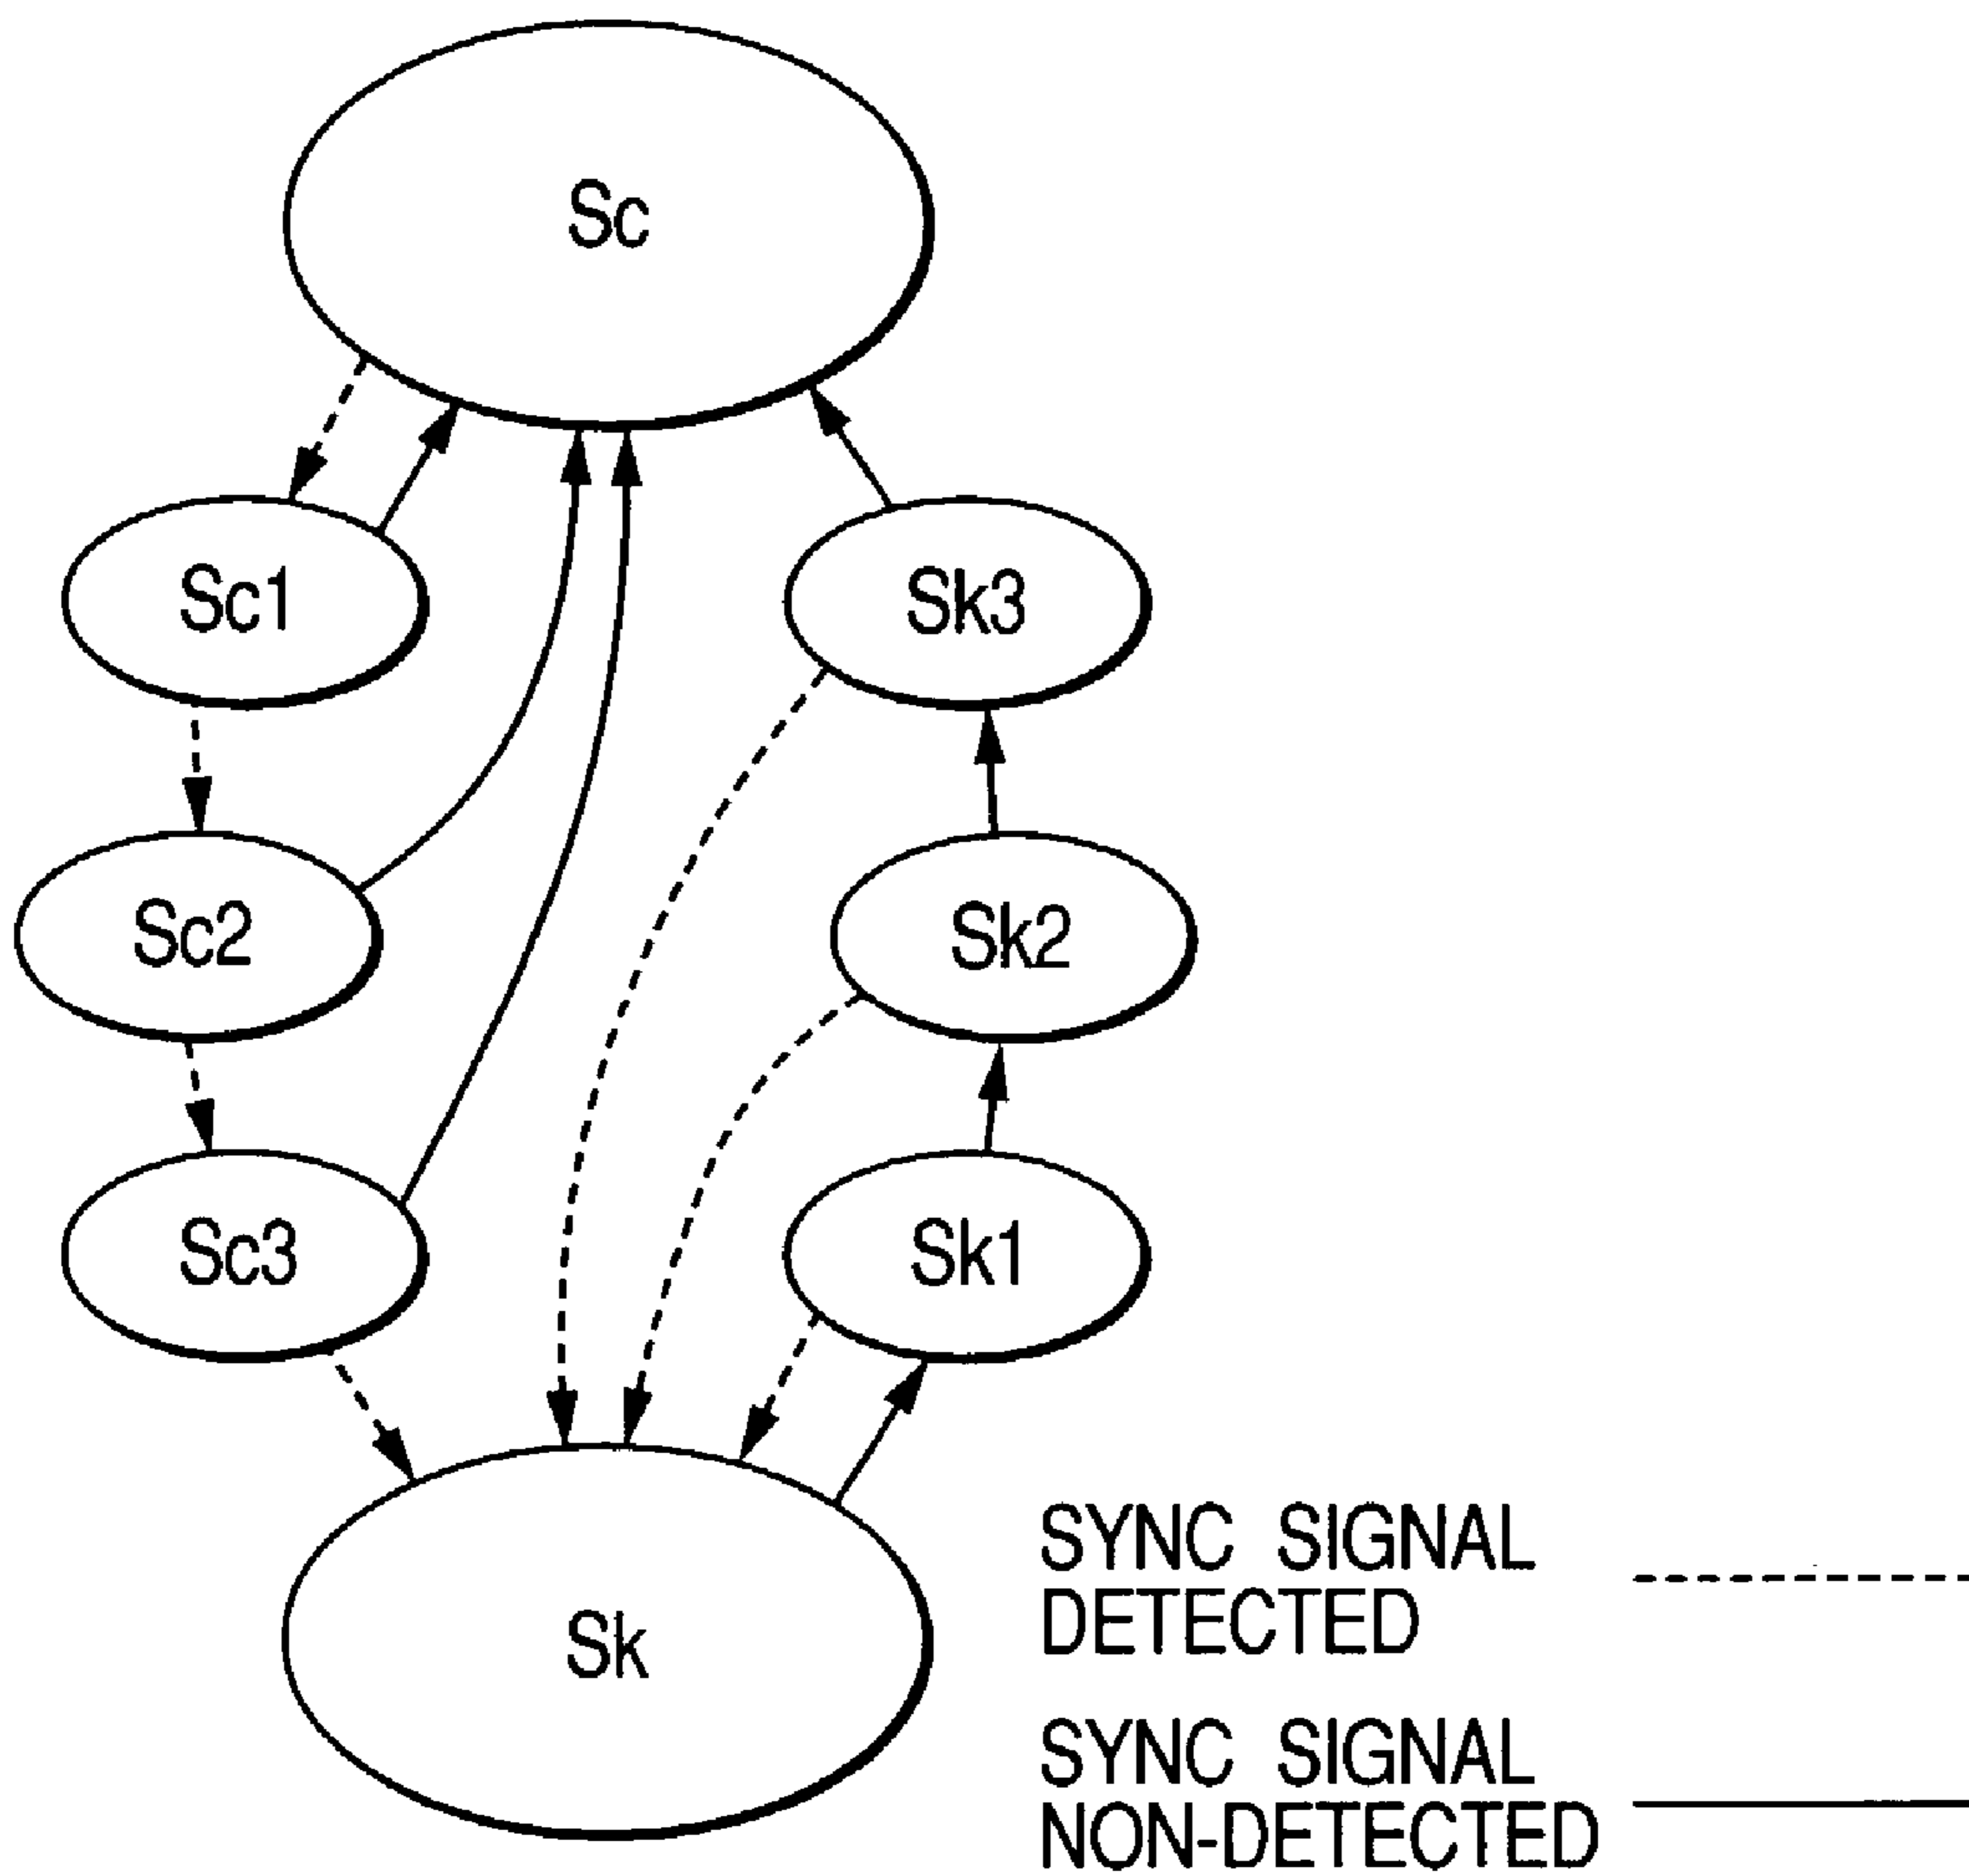 Sc
Sc1
Sk3
Sc2
Sk2
Sc3
Sk1
Sk
SYNC SIGNAL
DETECTED
SYNC SIGNAL
NON-DETECTED